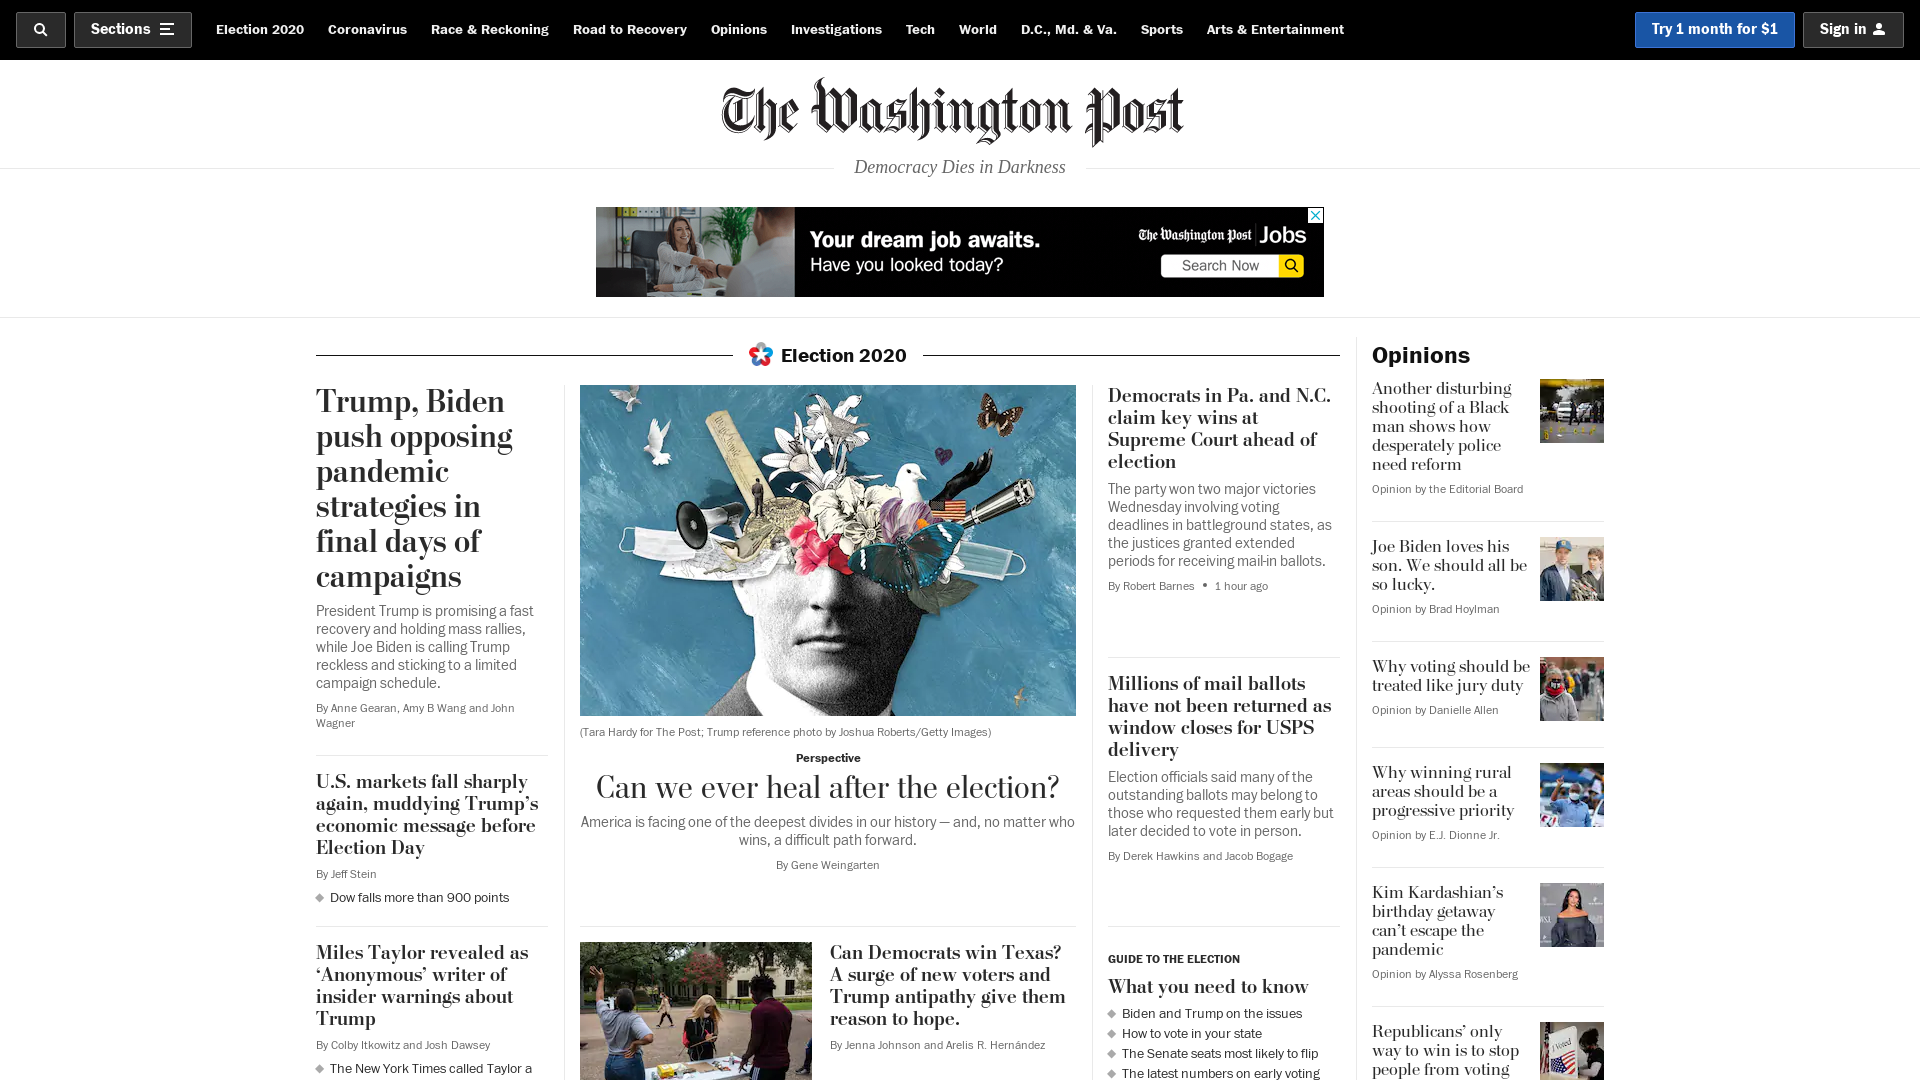 Sections
Election 2020
Coronavirus
Race & Reckoning
Road to Recovery
Opinions
Investigations
Tech
World
D.C., Md. & Va.
Sports
Arts & Entertainment
Try 1 month for $1
Sign in
The Washington Post
Democracy Dies in Darkness
Your dream job awaits.
Have you looked today?
The Washington Post Jobs
Search Now
Election 2020
Trump, Biden
push opposing
pandemic
strategies in
final days of
campaigns
President Trump is promising a fast
recovery and holding mass rallies,
while Joe Biden is calling Trump
reckless and sticking to a limited
campaign schedule.
By Anne Gearan, Amy B Wang and John
Wagner
U.S. markets fall sharply
again, muddying Trump’s
economic message before
Election Day
By Jeff Stein
Dow falls more than 900 points
Miles Taylor revealed as
‘Anonymous’ writer of
insider warnings about
Trump
By Colby Itkowitz and Josh Dawsey
The New York Times called Taylor a
(Tara Hardy for The Post; Trump reference photo by Joshua Roberts/Getty Images)
Perspective
Can we ever heal after the election?
America is facing one of the deepest divides in our history — and, no matter who
wins, a difficult path forward.
By Gene Weingarten
Can Democrats win Texas?
A surge of new voters and
Trump antipathy give them
reason to hope.
By Jenna Johnson and Arelis R. Hernández
Democrats in Pa. and N.C.
claim key wins at
Supreme Court ahead of
election
The party won two major victories
Wednesday involving voting
deadlines in battleground states, as
the justices granted extended
periods for receiving mail-in ballots.
By Robert Barnes • 1 hour ago
Millions of mail ballots
have not been returned as
window closes for USPS
delivery
Election officials said many of the
outstanding ballots may belong to
those who requested them early but
later decided to vote in person.
By Derek Hawkins and Jacob Bogage
GUIDE TO THE ELECTION
What you need to know
Biden and Trump on the issues
How to vote in your state
The Senate seats most likely to flip
The latest numbers on early voting
Opinions
Another disturbing
shooting of a Black
man shows how
desperately police
need reform
Opinion by the Editorial Board
Joe Biden loves his
son. We should all be
so lucky.
Opinion by Brad Hoylman
Why voting should be
treated like jury duty
Opinion by Danielle Allen
Why winning rural
areas should be a
progressive priority
Opinion by E.J. Dionne Jr.
Kim Kardashian’s
birthday getaway
can’t escape the
pandemic
Opinion by Alyssa Rosenberg
Republicans’ only
way to win is to stop
people from voting